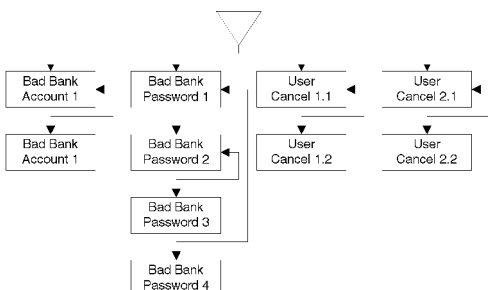 Bad Bank
Account 1
Bad Bank
Password 1
User
Cancel 1.1
User
Cancel 2.1
Bad Bank
Account 1
Bad Bank
Password 2
User
Cancel 1.2
User
Cancel 2.2
Bad Bank
Password 3
Bad Bank
Password 4